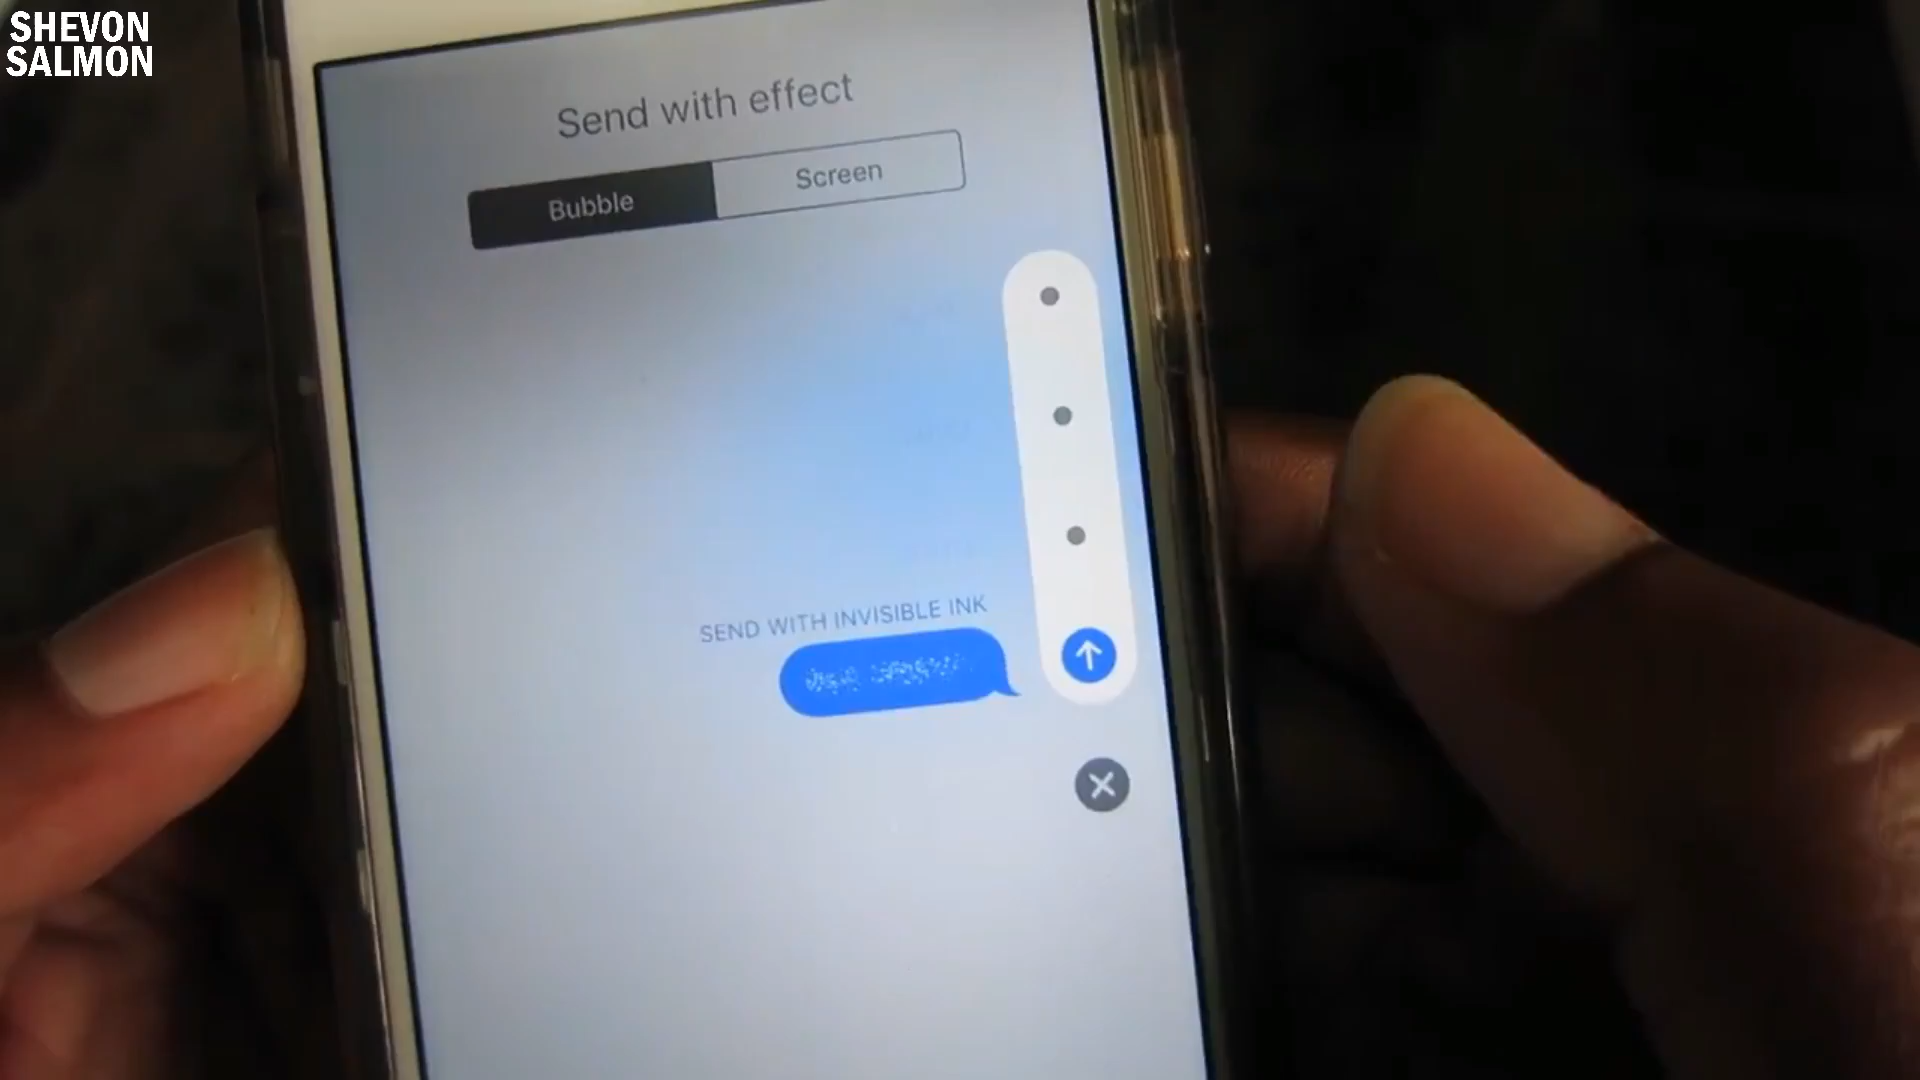 SHEVON
SALMON
Send with effect
Bubble
Screen
SEND WITH INVISIBLE INK